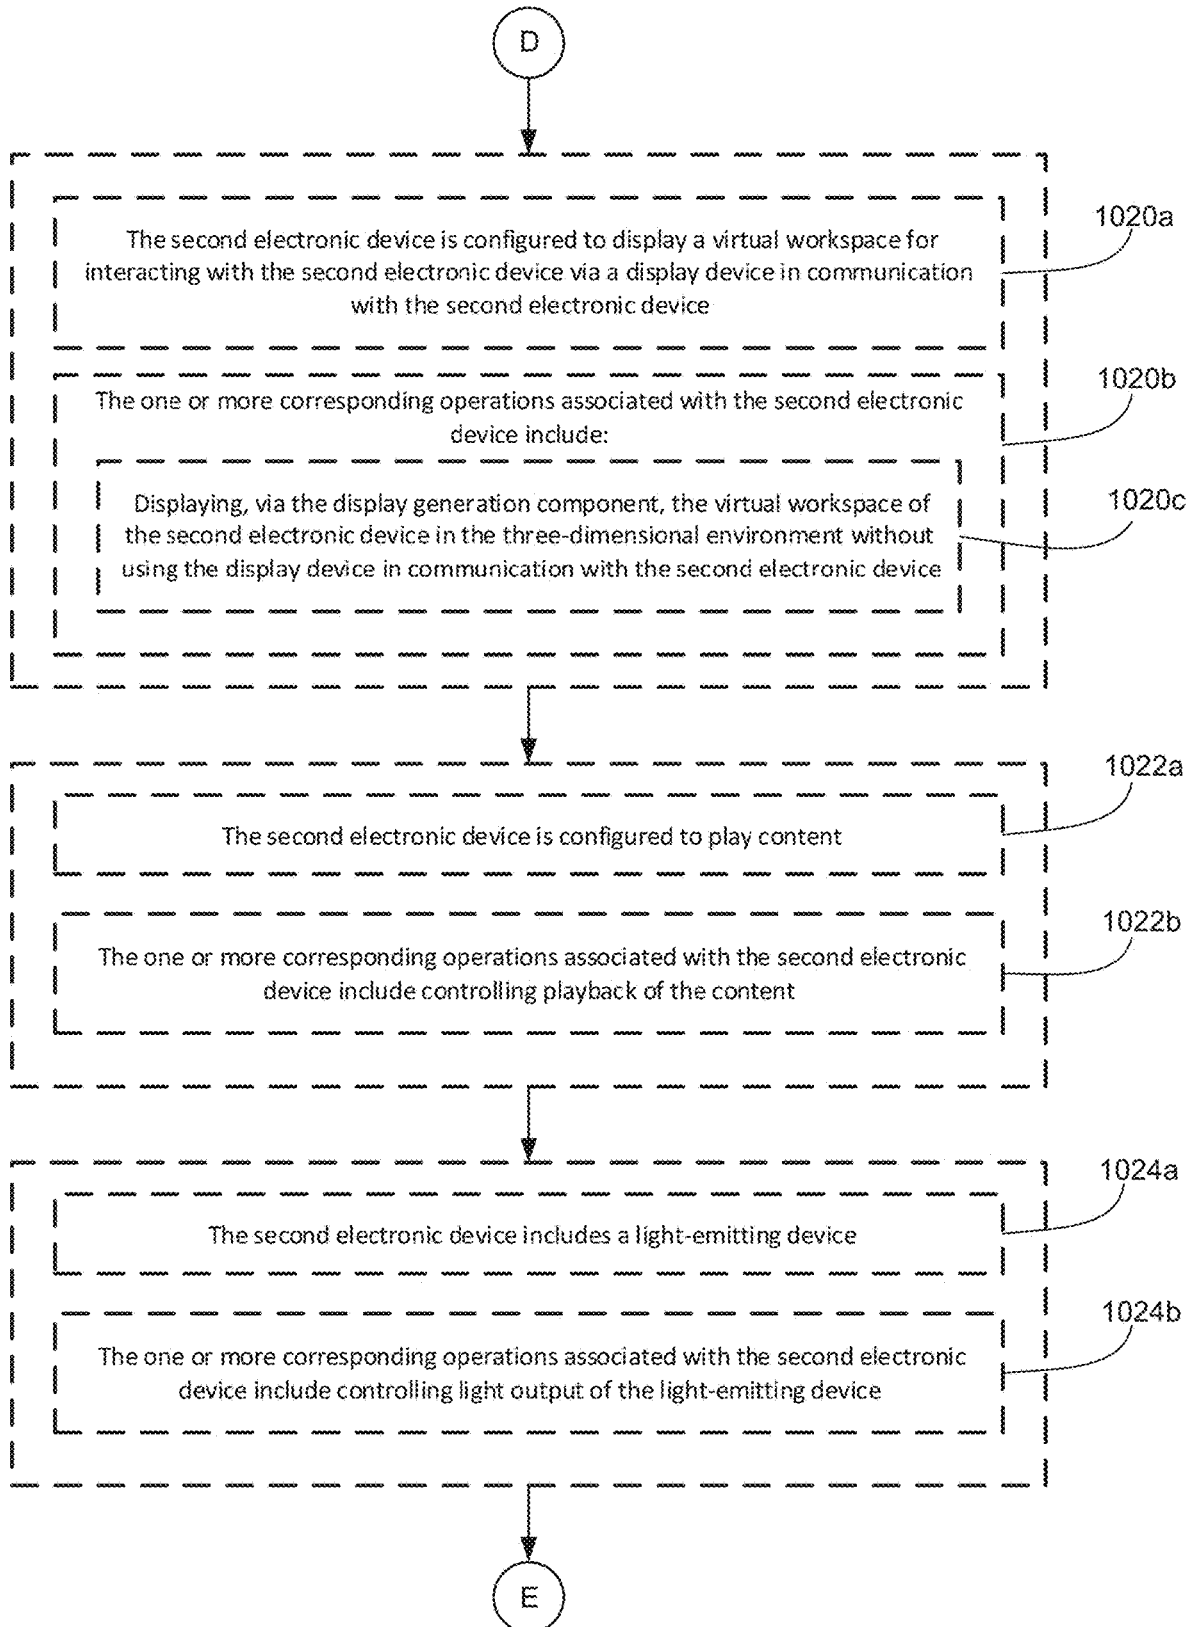 D
1020a
The second electronic device is configured to display a virtual workspace for
interacting with the second electronic device via a display device in communication
with the second electronic device
1020b
The one or more corresponding operations associated with the second electronic
device include:
1020c
Displaying, via the display generation component, the virtual workspace of
the second electronic device in the three-dimensional environment without
using the display device in communication with the second electronic device
1022a
The second electronic device is configured to play content
1022b
The one or more corresponding operations associated with the second electronic
device include controlling playback of the content
1024a
The second electronic device includes a light-emitting device
1024b
The one or more corresponding operations associated with the second electronic
device include controlling light output of the light-emitting device
E